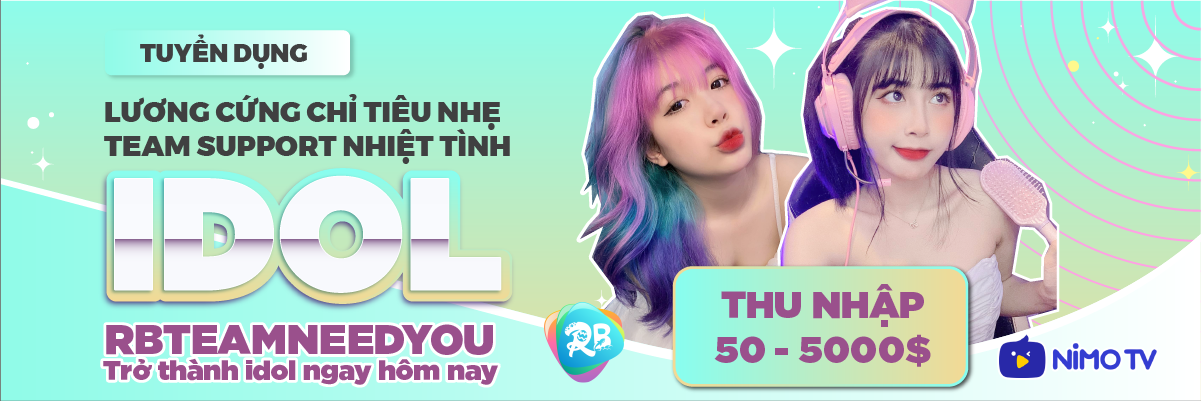 TUYỂN DỤNG
LƯƠNG CỨNG CHỈ TIÊU NHẸ
TEAM SUPPORT NHIỆT TÌNH
IDOL
RBTEAMNEEDYOU
Trở thành idol ngay hôm nay
RB
THU NHẬP
50 - 5000$
NIMO TV